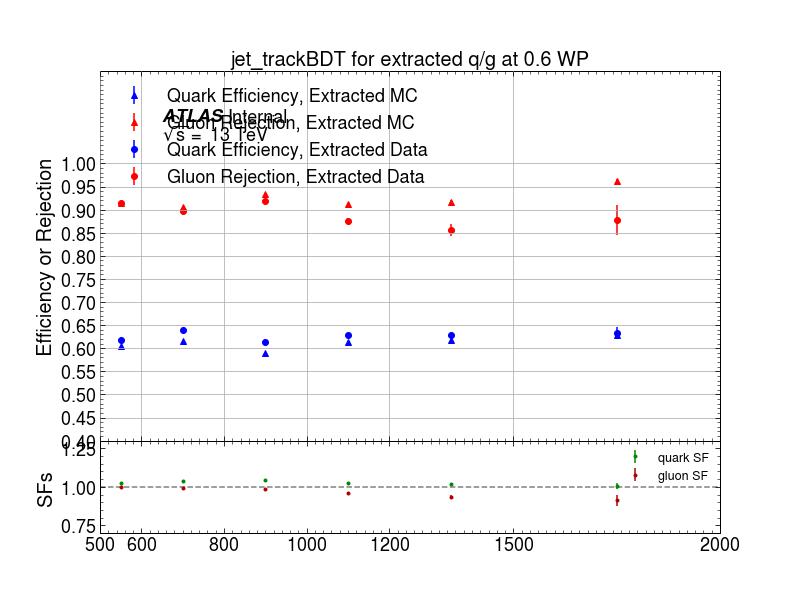 jet_trackBDT for extracted q/g at 0.6 WP
Quark Efficiency, Extracted MC
ATLAS Internal
Gluon Rejection, Extracted MC
√s = 13 TeV
Quark Efficiency, Extracted Data
Gluon Rejection, Extracted Data
Efficiency or Rejection
1.00
0.95
0.90
0.85
0.80
0.75
0.70
0.65
0.60
0.55
0.50
0.45
0.40
SFs
1.25
1.00
0.75
quark SF
gluon SF
500 600 800 1000 1200 1500 2000